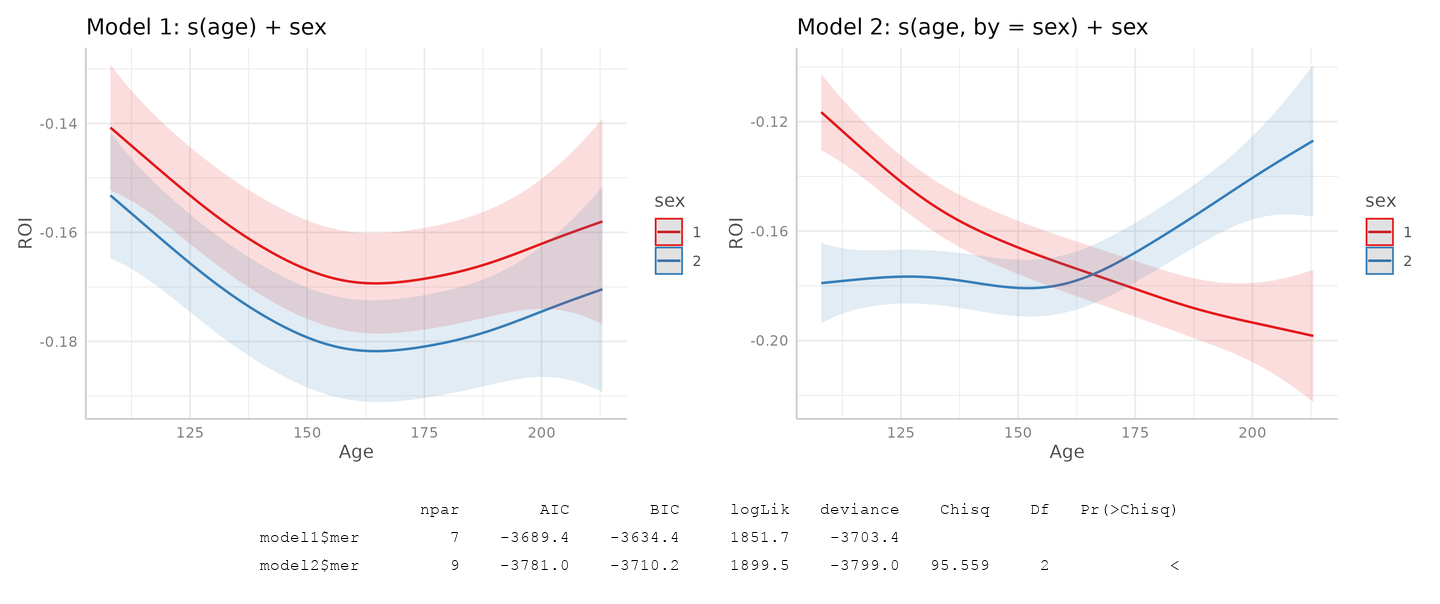 Model 1: s(age) + sex
-0.14
-0.16
-0.18
ROI
125 150 175 200
Age
sex
1
2
Model 2: s(age, by = sex) + sex
-0.12
-0.16
-0.20
ROI
125 150 175 200
Age
sex
1
2
npar AIC BIC logLik deviance Chisq Df Pr(>Chisq)
model1$mer 7 -3689.4 -3634.4 1851.7 -3703.4
model2$mer 9 -3781.0 -3710.2 1899.5 -3799.0 95.559 2 <